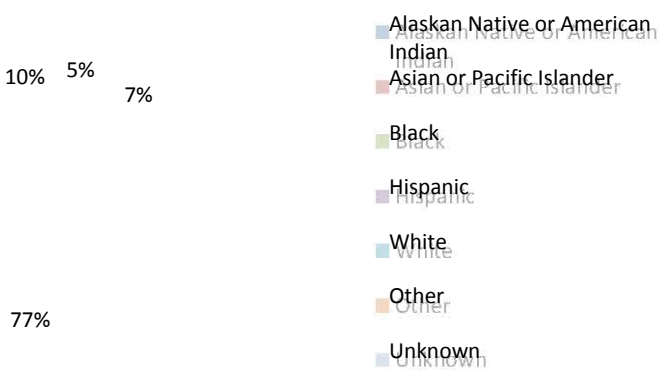 10%
5%
7%
77%
Alaskan Native or American
Indian
Asian or Pacific Islander
Black
Hispanic
White
Other
Unknown